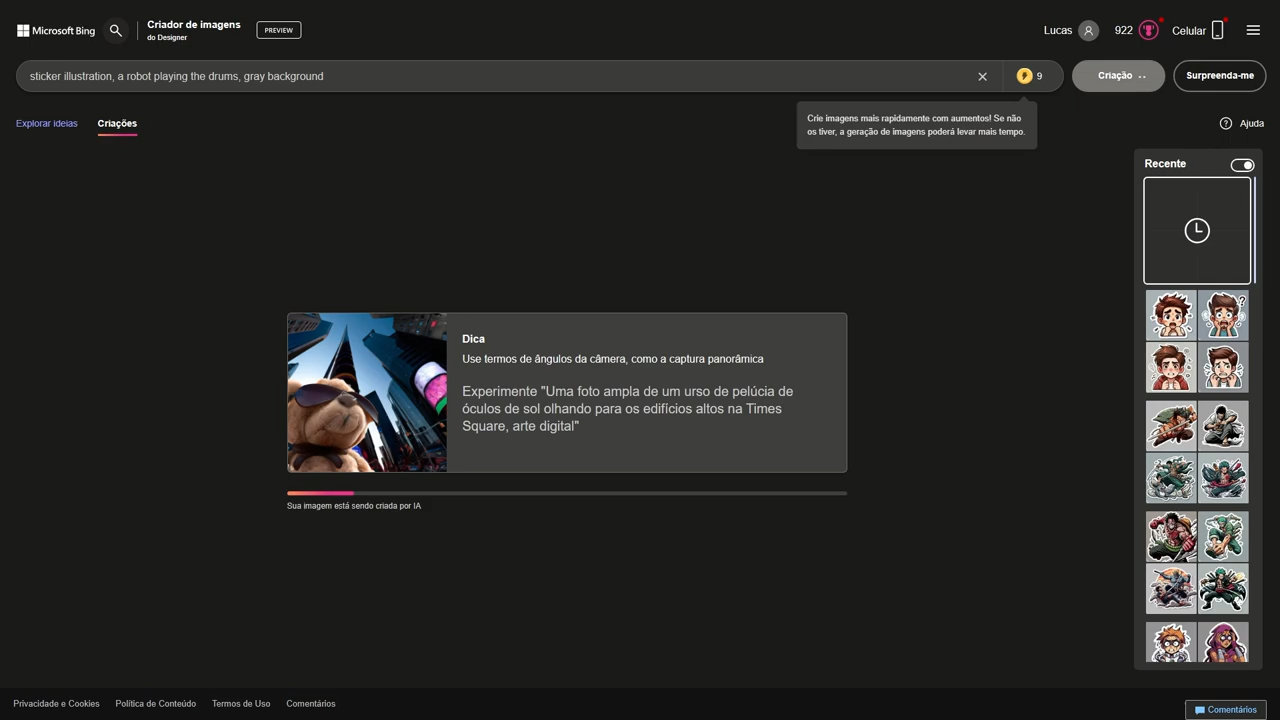 Microsoft Bing
Criador de imagens
do Designer
PREVIEW
Lucas
922
Celular
sticker illustration, a robot playing the drums, gray background
9
Criação ..
Surpreenda-me
Crie imagens mais rapidamente com aumentos! Se não
os tiver, a geração de imagens poderá levar mais tempo.
Explorar ideias
Criações
Ajuda
Recente
Dica
Use termos de ângulos da câmera, como a captura panorâmica
Experimente "Uma foto ampla de um urso de pelúcia de
óculos de sol olhando para os edifícios altos na Times
Square, arte digital"
Sua imagem está sendo criada por IA
?
Privacidade e Cookies
Política de Conteúdo
Termos de Uso
Comentários
Comentários